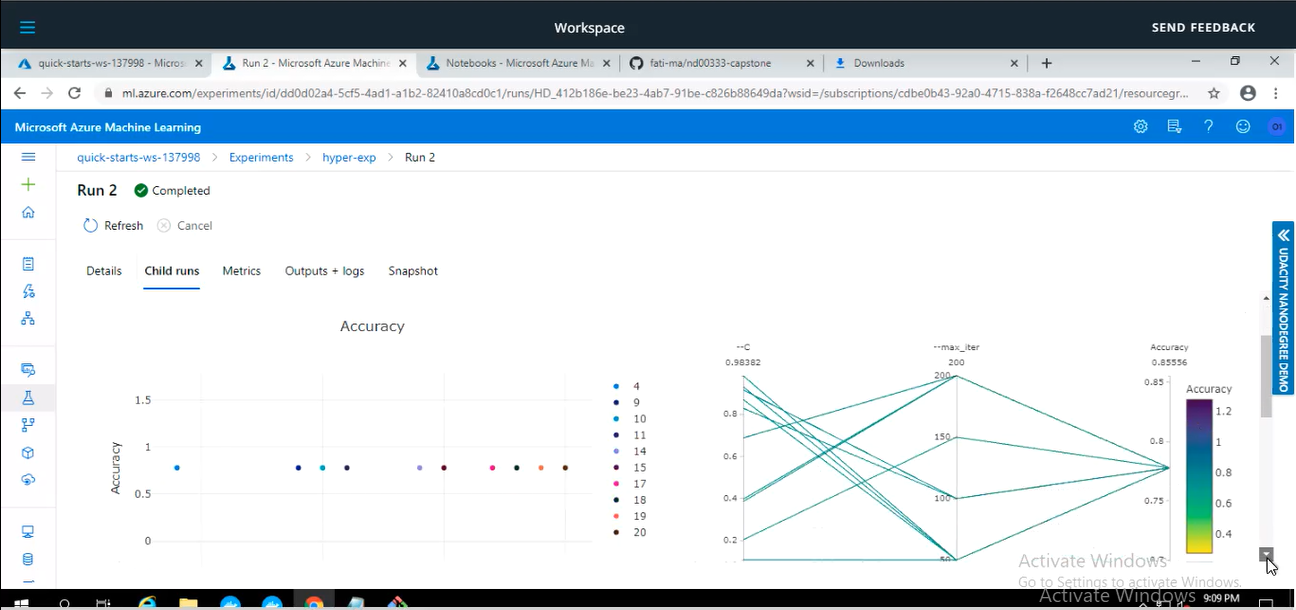 Workspace
SEND FEEDBACK
quick-starts-ws-137998 - Micros
Run 2 - Microsoft Azure Machine
Notebooks - Microsoft Azure Ma
fati-ma/nd00333-capstone
Downloads
ml.azure.com/experiments/id/dd0d02a4-5cf5-4ad1-a1b2-82410a8cd0c1/runs/HD_412b186e-be23-4ab7-91be-c826b88649da?wsid=/subscriptions/cdbe0b43-92a0-4715-838a-f2648cc7ad21/resourcegr...
Microsoft Azure Machine Learning
01
quick-starts-ws-137998 > Experiments > hyper-exp > Run 2
Run 2 Completed
Refresh Cancel
Details Child runs Metrics Outputs + logs Snapshot
UDACITY NANODEGREE DEMO
Accuracy
Accuracy
1.5
1
0.5
0
4
9
10
11
14
15
17
18
19
20
--C
0.98382
0.8
0.6
0.4
0.2
--max_iter
200
200
150
100
50
Accuracy
0.85556
0.85
0.8
0.75
0.7
Accuracy
1.2
1
0.8
0.6
0.4
Activate Windows
Go to Settings to activate Windows.
Activate Windows
9:09 PM